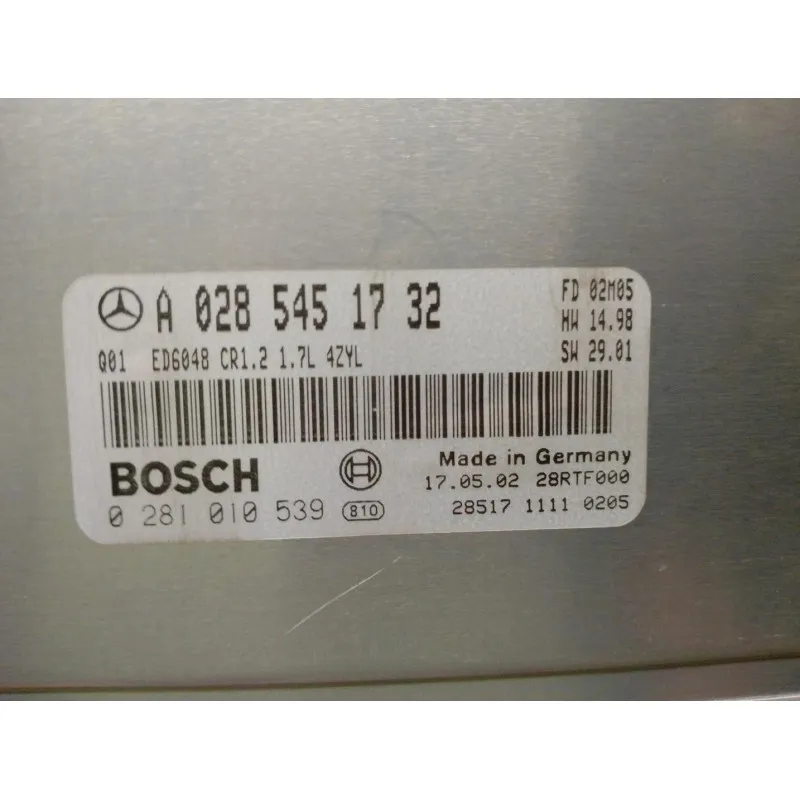 A 028 545 17 32
FD 02M05
HW 14.98
SW 29.01
Q01 ED6048 CR1.2 1.7L 4ZYL
BOSCH
Made in Germany
17.05.02 28RTF000
0 281 010 539 810
28517 1111 0205